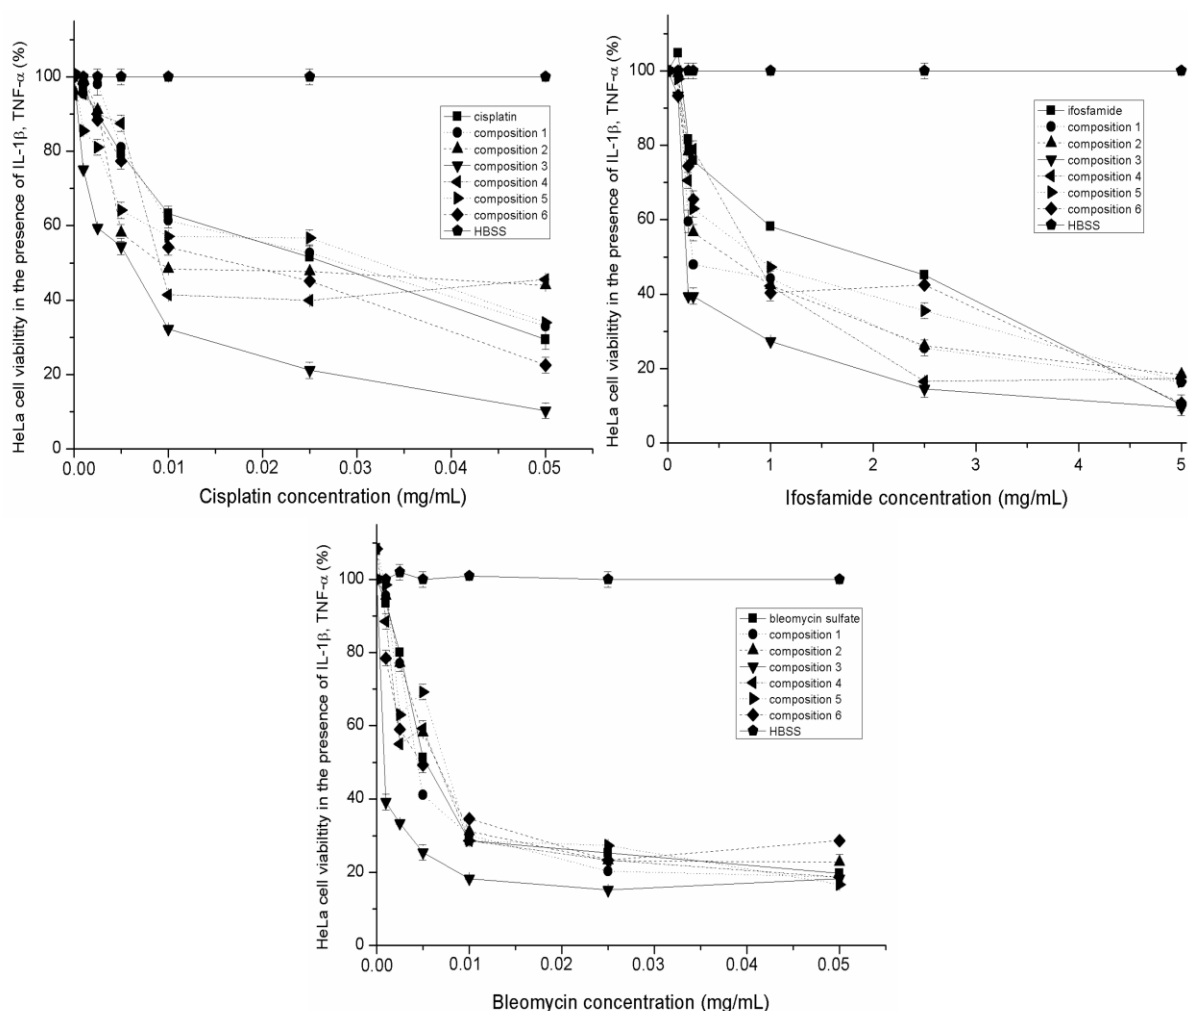 HeLa cell viabiltity in the presence of IL-1β, TNF-α (%)
100
80
60
40
20
0
0.00
0.01
0.02
0.03
0.04
0.05
Cisplatin concentration (mg/mL)
cisplatin
composition 1
composition 2
composition 3
composition 4
composition 5
composition 6
HBSS
HeLa cell viabiltity in the presence of IL-1β, TNF-α (%)
100
80
60
40
20
0
0
1
2
3
4
5
Ifosfamide concentration (mg/mL)
ifosfamide
composition 1
composition 2
composition 3
composition 4
composition 5
composition 6
HBSS
HeLa cell viabiltity in the presence of IL-1β, TNF-α (%)
100
80
60
40
20
0
0.00
0.01
0.02
0.03
0.04
0.05
Bleomycin concentration (mg/mL)
bleomycin sulfate
composition 1
composition 2
composition 3
composition 4
composition 5
composition 6
HBSS